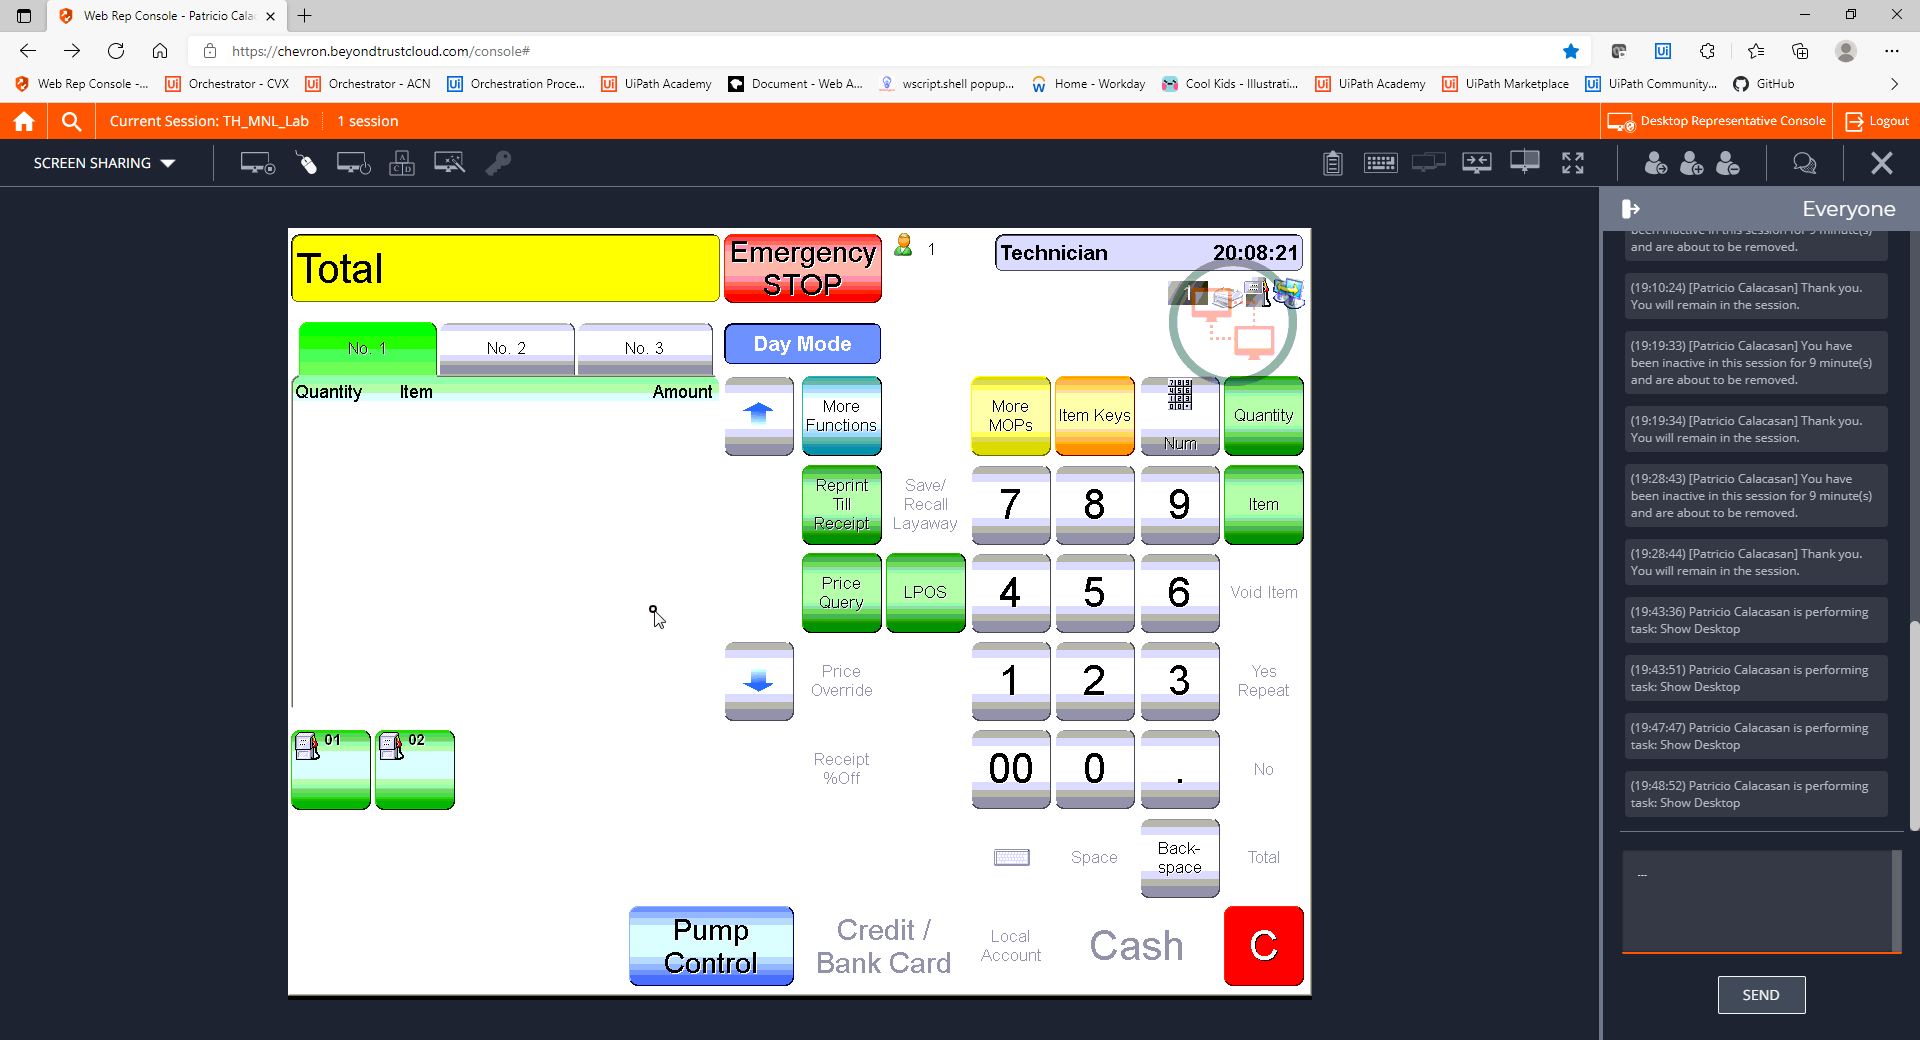 Web Rep Console - Patricio Cala
https://chevron.beyondtrustcloud.com/console#
Web Rep Console -...
Orchestrator - CVX
Orchestrator - ACN
Orchestration Proce...
UiPath Academy
Document - Web A...
wscript.shell popup...
Home - Workday
Cool Kids - Illustrati...
UiPath Academy
UiPath Marketplace
UiPath Community...
GitHub
Current Session: TH_MNL_Lab
1 session
Desktop Representative Console
Logout
SCREEN SHARING
A
C D
Everyone
Total
Emergency
STOP
1
Technician
20:08:21
1
No. 1
No. 2
No. 3
Day Mode
Quantity
Item
Amount
More
Functions
More
MOPs
Item Keys
Num
Quantity
Reprint
Till
Receipt
Save/
Recall
Layaway
7
8
9
Item
Price
Query
LPOS
4
5
6
Void Item
Price
Override
1
2
3
Yes
Repeat
01
02
Receipt
%Off
00
0
.
No
Space
Back-
space
Total
Pump
Control
Credit /
Bank Card
Local
Account
Cash
C
and are about to be removed.
(19:10:24) [Patricio Calacasan] Thank you.
You will remain in the session.
(19:19:33) [Patricio Calacasan] You have
been inactive in this session for 9 minute(s)
and are about to be removed.
(19:19:34) [Patricio Calacasan] Thank you.
You will remain in the session.
(19:28:43) [Patricio Calacasan] You have
been inactive in this session for 9 minute(s)
and are about to be removed.
(19:28:44) [Patricio Calacasan] Thank you.
You will remain in the session.
(19:43:36) Patricio Calacasan is performing
task: Show Desktop
(19:43:51) Patricio Calacasan is performing
task: Show Desktop
(19:47:47) Patricio Calacasan is performing
task: Show Desktop
(19:48:52) Patricio Calacasan is performing
task: Show Desktop
...
SEND